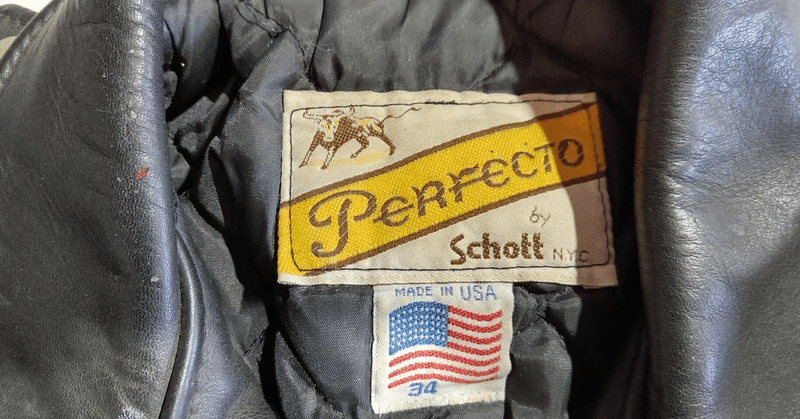 PERFECTO
by
Schott N.Y.C.
MADE IN USA
34